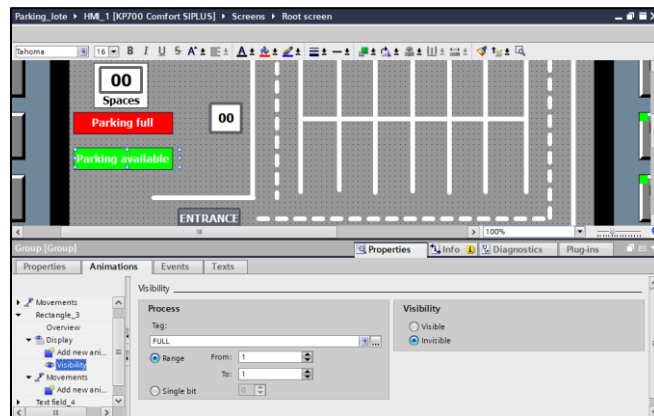 Parking_lote ▸ HMI_1 [KP700 Comfort SIPLUS] ▸ Screens ▸ Root screen
Tahoma 16 B I U S A
00
Spaces
Parking full
00
Parking available
ENTRANCE
100%
Group [Group]
Properties Info Diagnostics Plug-ins
Properties Animations Events Texts
Visibility
Movements
Rectangle_3
Overview
Display
Add new ani...
Visibility
Movements
Add new ani...
Text field_4
Process
Tag:
FULL
Range From: 1
To: 1
Single bit 0
Visibility
Visible
Invisible